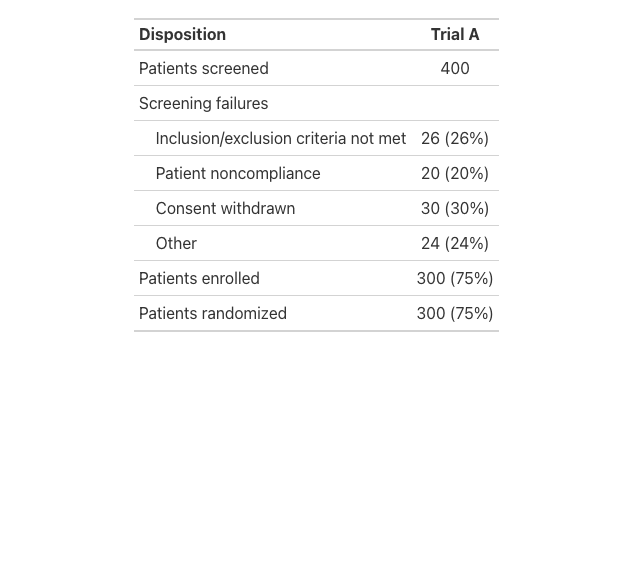 Disposition Trial A
Patients screened 400
Screening failures
Inclusion/exclusion criteria not met 26 (26%)
Patient noncompliance 20 (20%)
Consent withdrawn 30 (30%)
Other 24 (24%)
Patients enrolled 300 (75%)
Patients randomized 300 (75%)